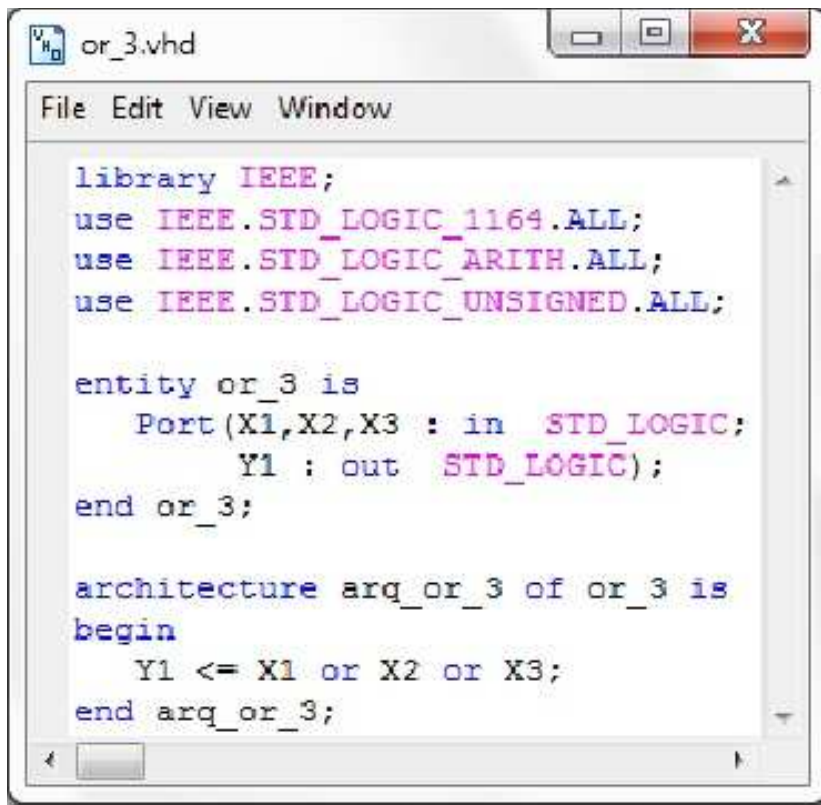 or_3.vhd
File Edit View Window
library IEEE;
use IEEE.STD_LOGIC_1164.ALL;
use IEEE.STD_LOGIC_ARITH.ALL;
use IEEE.STD_LOGIC_UNSIGNED.ALL;
entity or_3 is
Port(X1,X2,X3 : in STD_LOGIC;
Y1 : out STD_LOGIC);
end or_3;
architecture arq_or_3 of or_3 is
begin
Y1 <= X1 or X2 or X3;
end arq_or_3;